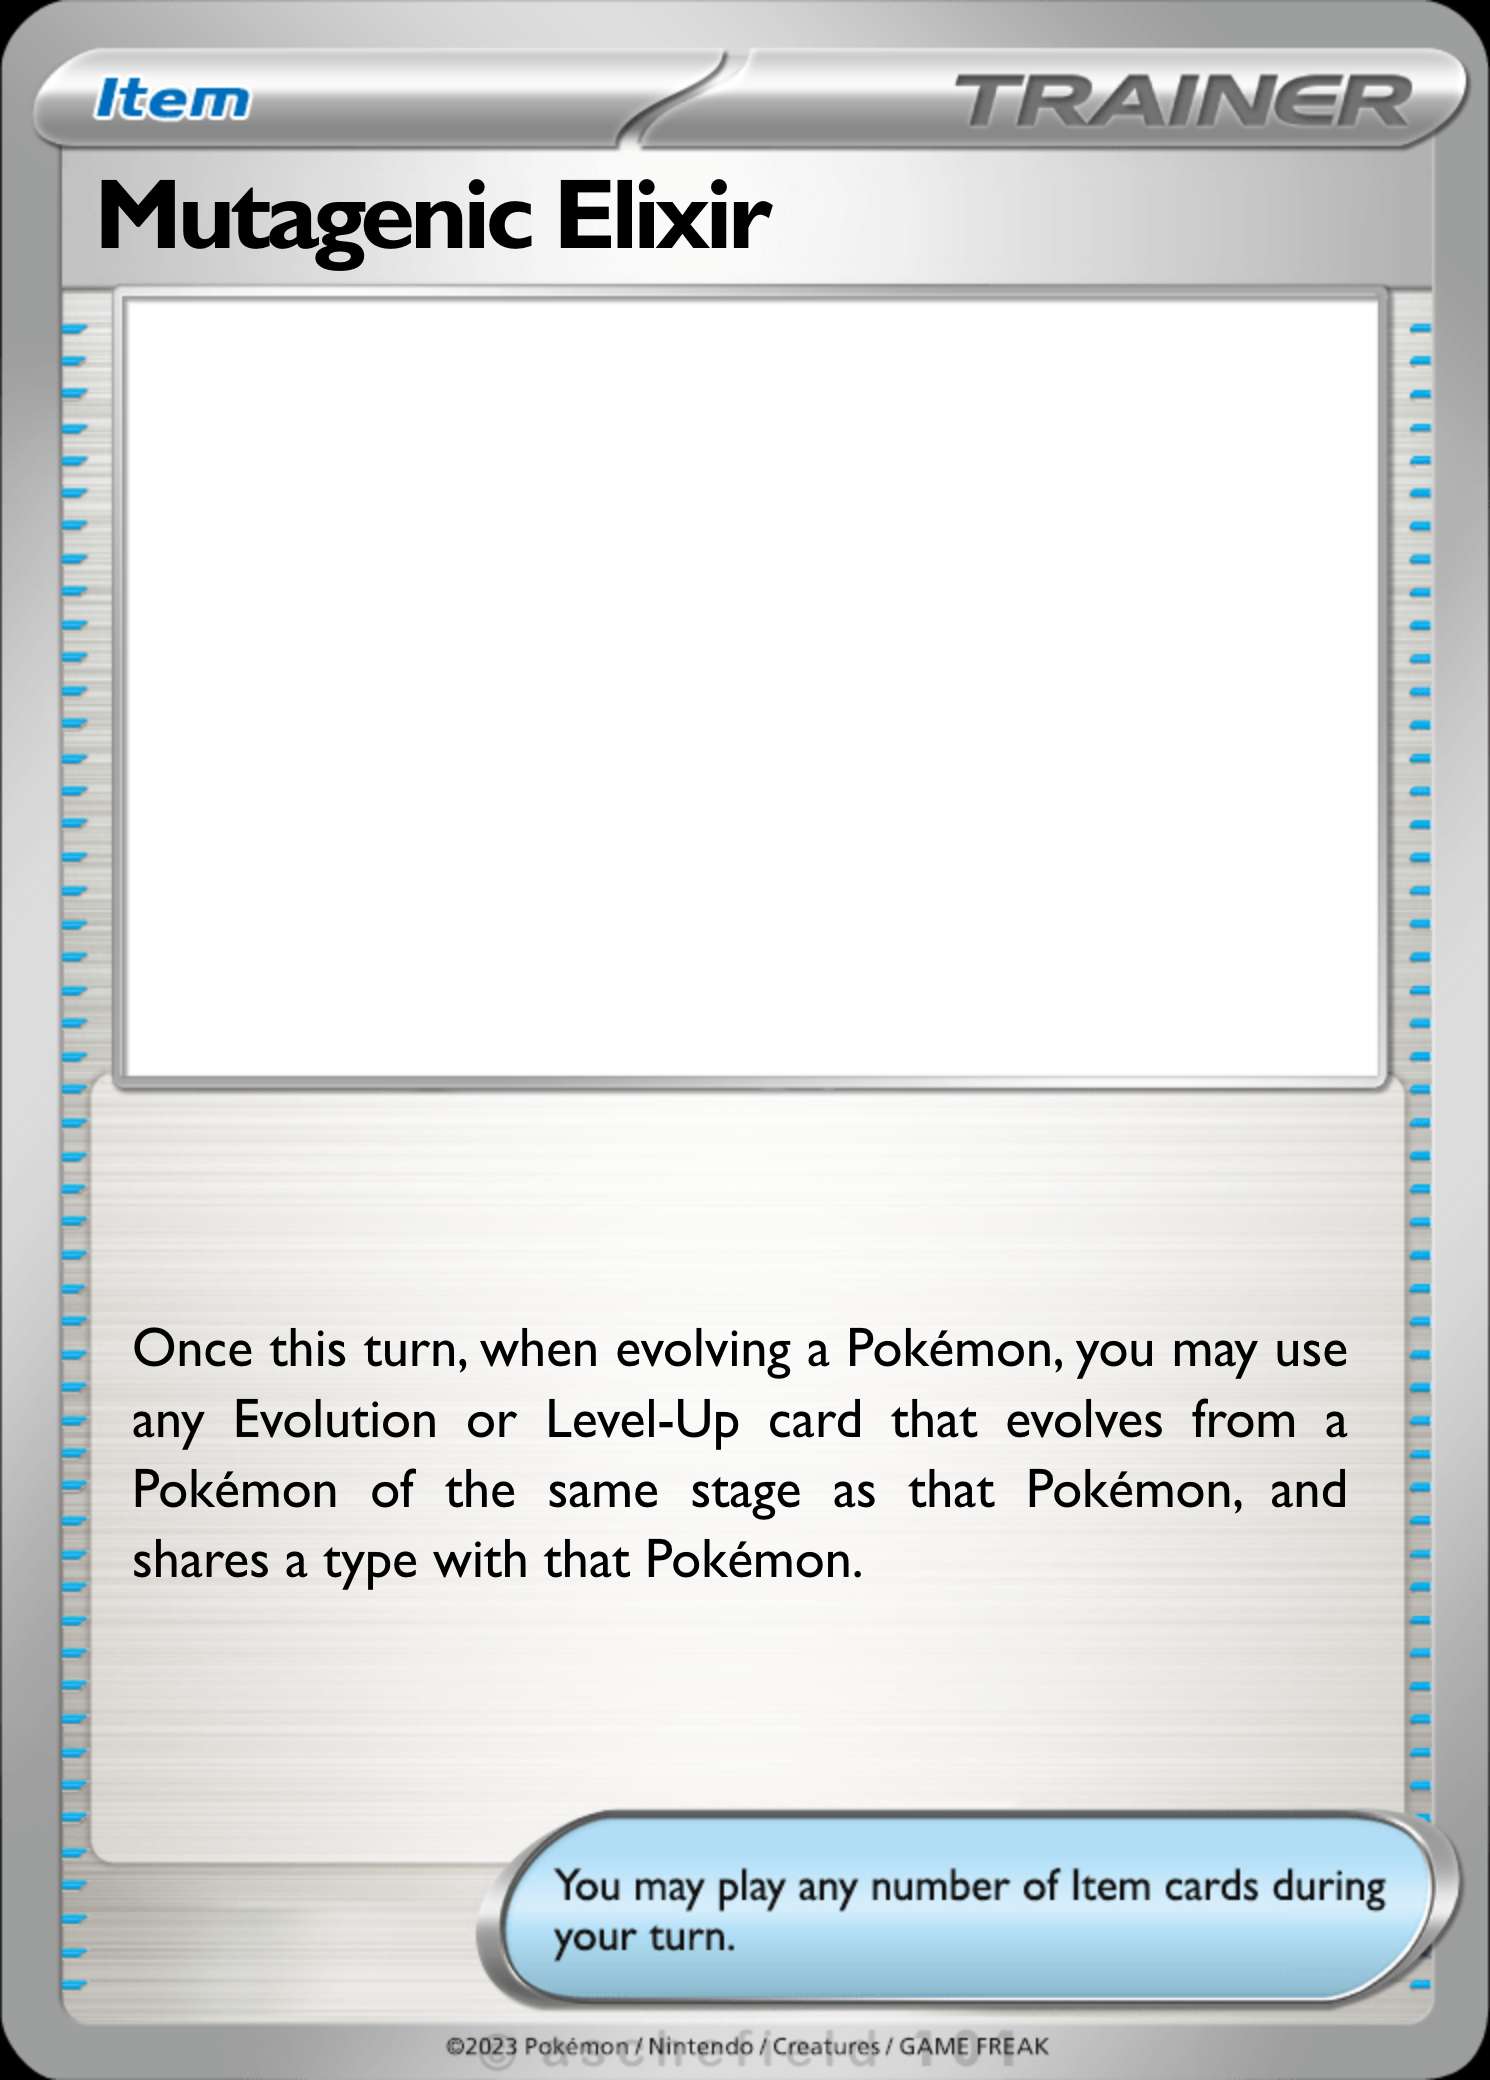 Item
TRAINER
Mutagenic Elixir
Once this turn, when evolving a Pokémon, you may use
any Evolution or Level-Up card that evolves from a
Pokémon of the same stage as that Pokémon, and
shares a type with that Pokémon.
You may play any number of Item cards during
your turn.
©2023 Pokémon / Nintendo / Creatures / GAME FREAK